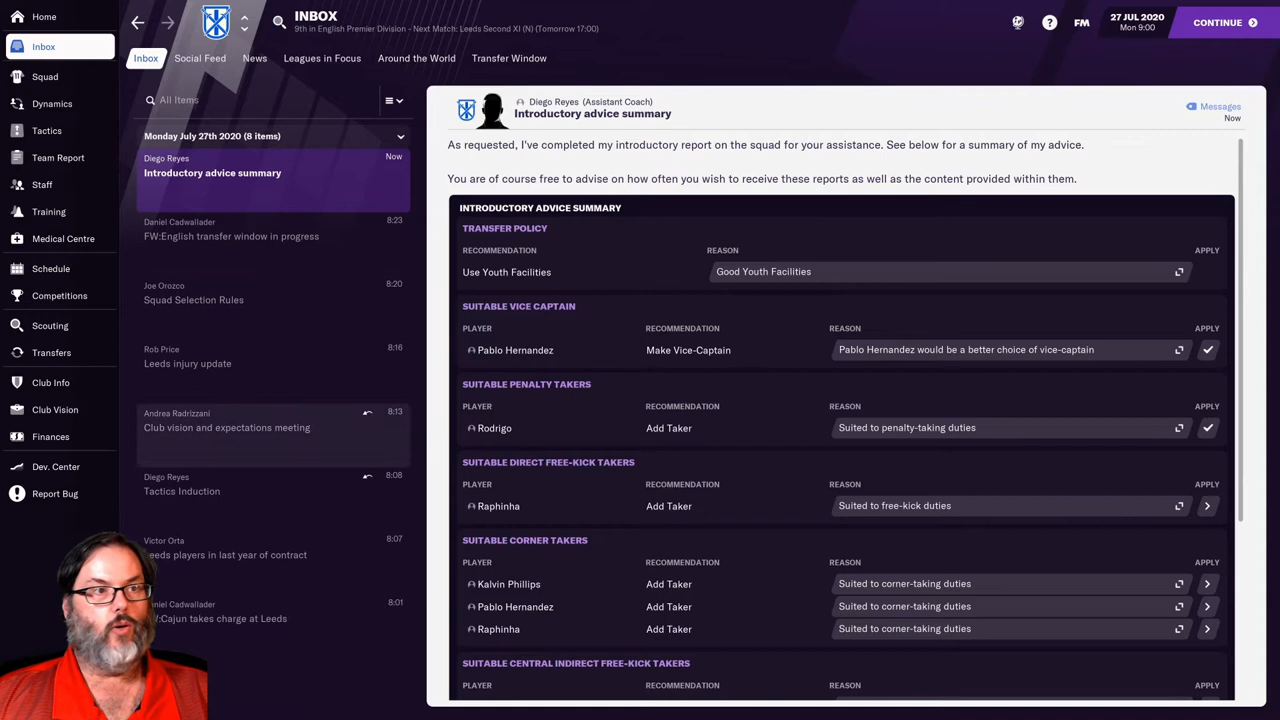 Home
Inbox
Squad
Dynamics
Tactics
Team Report
Staff
Training
Medical Centre
Schedule
Competitions
Scouting
Transfers
Club Info
Club Vision
Finances
Dev. Center
Report Bug
INBOX
9th in English Premier Division - Next Match: Leeds Second XI (N) (Tomorrow 17:00)
FM
27 JUL 2020
Mon 9:00
CONTINUE
Inbox Social Feed News Leagues in Focus Around the World Transfer Window
All Items
Monday July 27th 2020 (8 items)
Diego Reyes Now
Introductory advice summary
Daniel Cadwallader 8:23
FW:English transfer window in progress
Joe Orozco 8:20
Squad Selection Rules
Rob Price 8:16
Leeds injury update
Andrea Radrizzani 8:13
Club vision and expectations meeting
Diego Reyes 8:08
Tactics Induction
Victor Orta 8:07
players in last year of contract
Cadwallader 8:01
Cajun takes charge at Leeds
Diego Reyes (Assistant Coach)
Introductory advice summary
Messages
Now
As requested, I've completed my introductory report on the squad for your assistance. See below for a summary of my advice.
You are of course free to advise on how often you wish to receive these reports as well as the content provided within them.
INTRODUCTORY ADVICE SUMMARY
TRANSFER POLICY
RECOMMENDATION REASON APPLY
Use Youth Facilities Good Youth Facilities
SUITABLE VICE CAPTAIN
PLAYER RECOMMENDATION REASON APPLY
Pablo Hernandez Make Vice-Captain Pablo Hernandez would be a better choice of vice-captain
SUITABLE PENALTY TAKERS
PLAYER RECOMMENDATION REASON APPLY
Rodrigo Add Taker Suited to penalty-taking duties
SUITABLE DIRECT FREE-KICK TAKERS
PLAYER RECOMMENDATION REASON APPLY
Raphinha Add Taker Suited to free-kick duties
SUITABLE CORNER TAKERS
PLAYER RECOMMENDATION REASON APPLY
Kalvin Phillips Add Taker Suited to corner-taking duties
Pablo Hernandez Add Taker Suited to corner-taking duties
Raphinha Add Taker Suited to corner-taking duties
SUITABLE CENTRAL INDIRECT FREE-KICK TAKERS
PLAYER RECOMMENDATION REASON APPLY